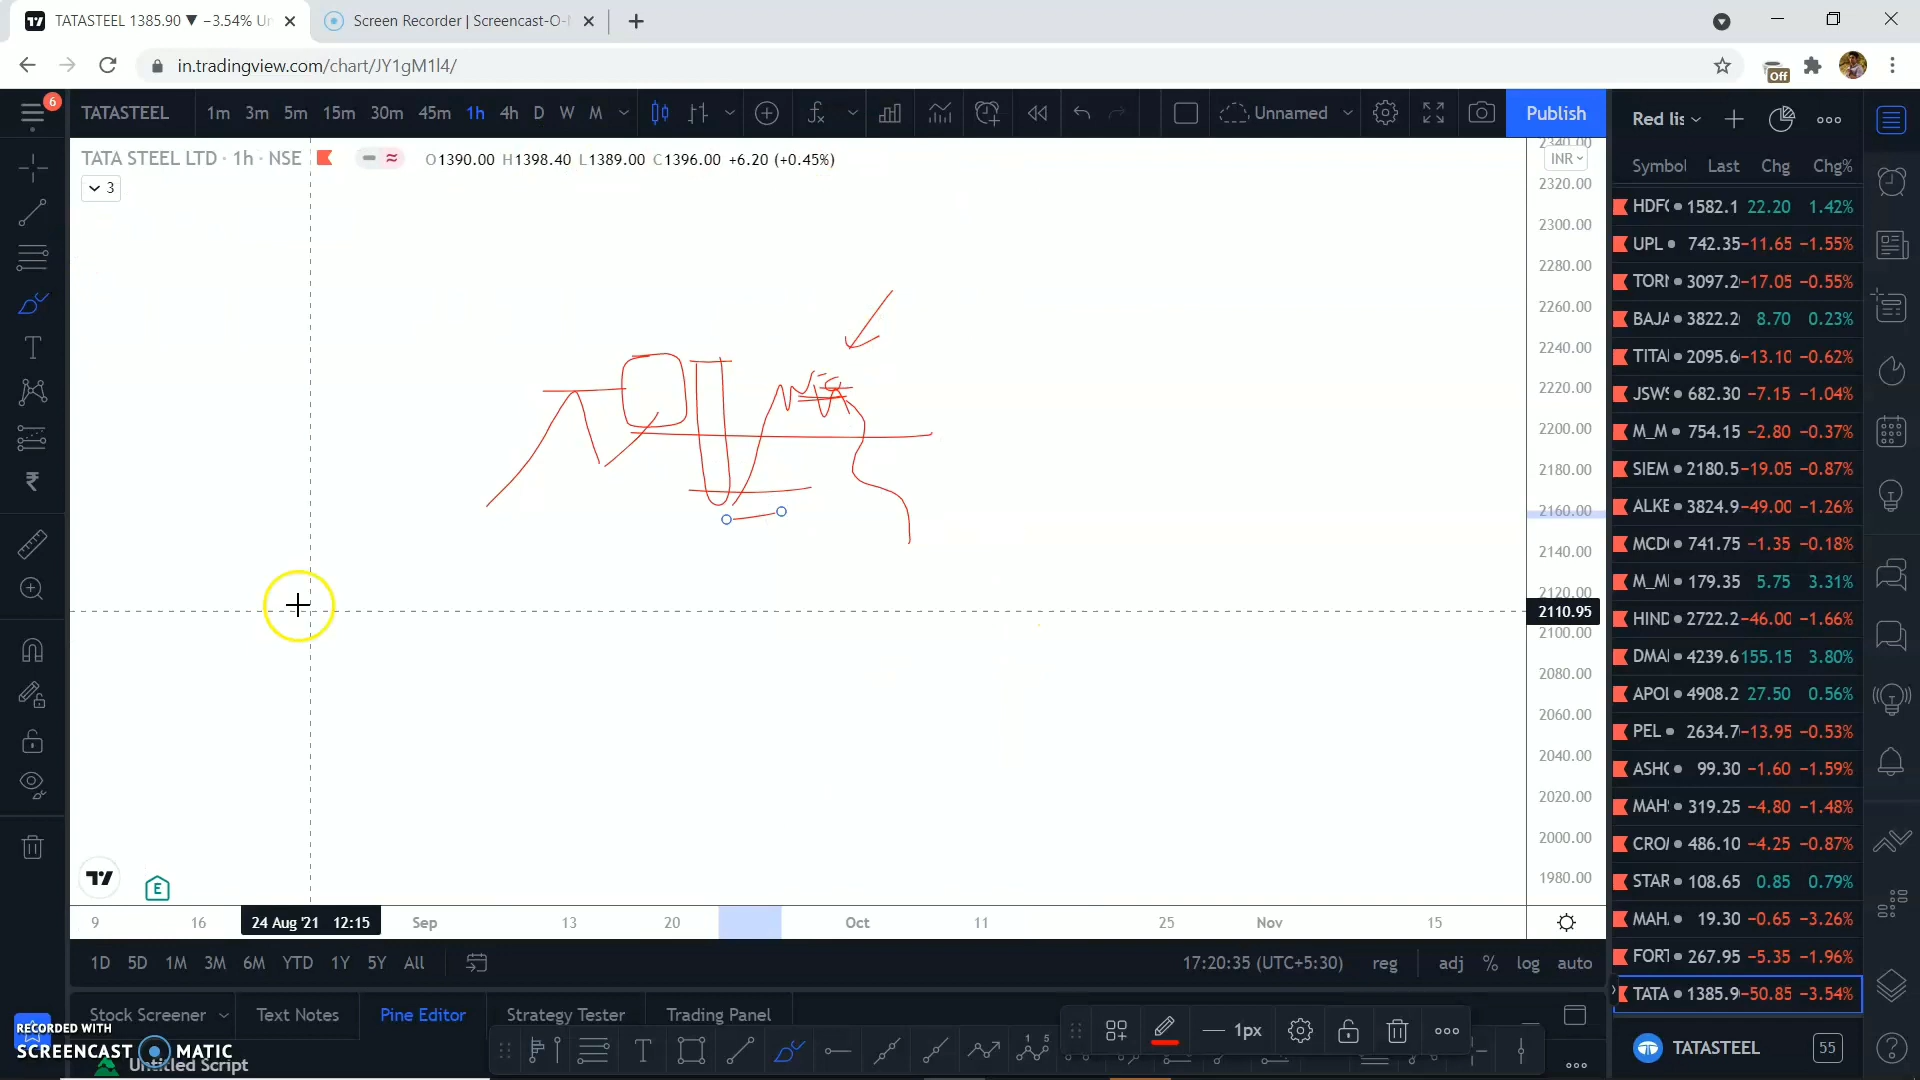 TATASTEEL 1385.90 ▼ −3.54%
Screen Recorder | Screencast-O-
in.tradingview.com/chart/JY1gM1l4/
Off
6
TATASTEEL 1m 3m 5m 15m 30m 45m 1h 4h D W M
Unnamed
Publish
Red lis
TATA STEEL LTD · 1h · NSE O1390.00 H1398.40 L1389.00 C1396.00 +6.20 (+0.45%)
3
INR
Symbol Last Chg Chg%
2320.00
2300.00
2280.00
2260.00
2240.00
2220.00
2200.00
2180.00
2160.00
2140.00
2120.00
2110.95
2100.00
2080.00
2060.00
2040.00
2020.00
2000.00
1980.00
HDFC 1582.1 22.20 1.42%
UPL 742.35 −11.65 −1.55%
TORN 3097.2 −17.05 −0.55%
BAJA 3822.2 8.70 0.23%
TITA 2095.6 −13.10 −0.62%
JSWS 682.30 −7.15 −1.04%
M_M 754.15 −2.80 −0.37%
SIEM 2180.5 −19.05 −0.87%
ALKE 3824.9 −49.00 −1.26%
MCD 741.75 −1.35 −0.18%
M_M 179.35 5.75 3.31%
HIND 2722.2 −46.00 −1.66%
DMA 4239.6 155.15 3.80%
APOL 4908.2 27.50 0.56%
PEL 2634.7 −13.95 −0.53%
ASHO 99.30 −1.60 −1.59%
MAH 319.25 −4.80 −1.48%
CRO 486.10 −4.25 −0.87%
STAR 108.65 0.85 0.79%
MAH 19.30 −0.65 −3.26%
FORT 267.95 −5.35 −1.96%
TATA 1385.9 −50.85 −3.54%
E
9 16 24 Aug '21 12:15 Sep 13 20 Oct 11 25 Nov 15
1D 5D 1M 3M 6M YTD 1Y 5Y All
17:20:35 (UTC+5:30) reg adj % log auto
Stock Screener Text Notes Pine Editor Strategy Tester Trading Panel
1px
TATASTEEL 55
RECORDED WITH
SCREENCAST MATIC
Untitled Script